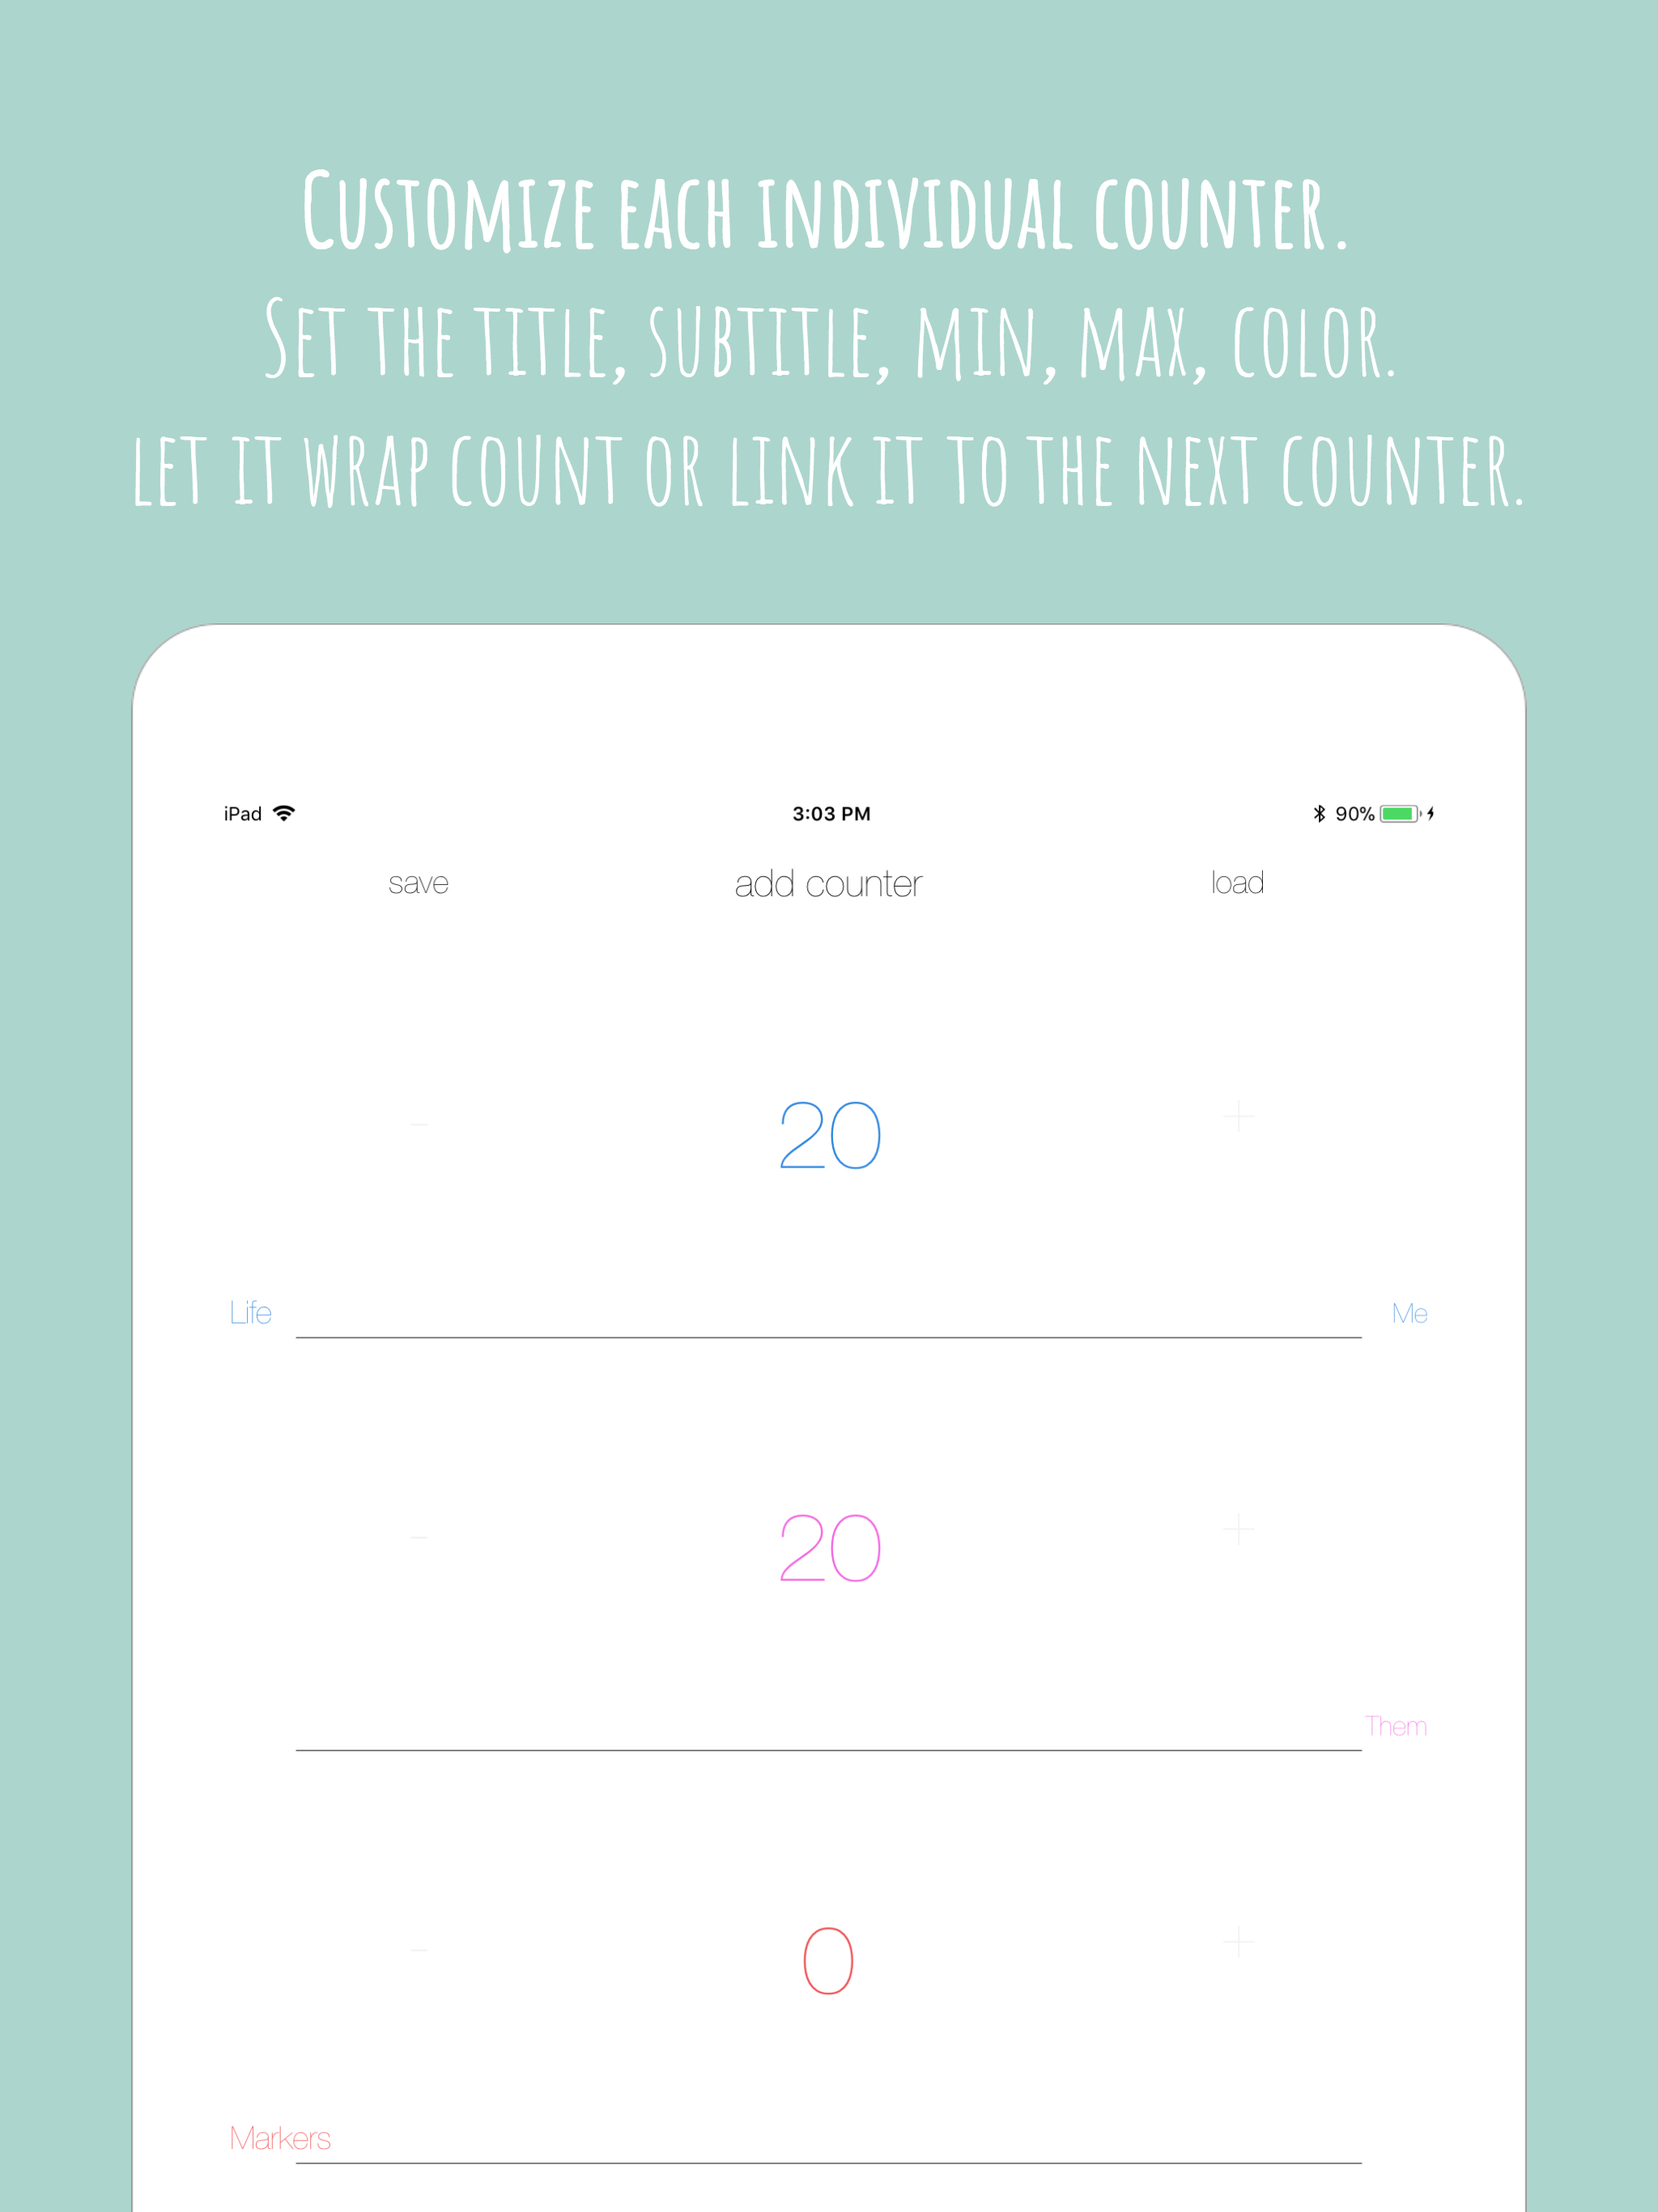 Customize each individual counter.
Set the title, subtitle, min, max, color.
let it wrap count or link it to the next counter.
iPad 3:03 PM 90%
save add counter load
- 20 +
Life Me
- 20 +
Them
- 0 +
Markers